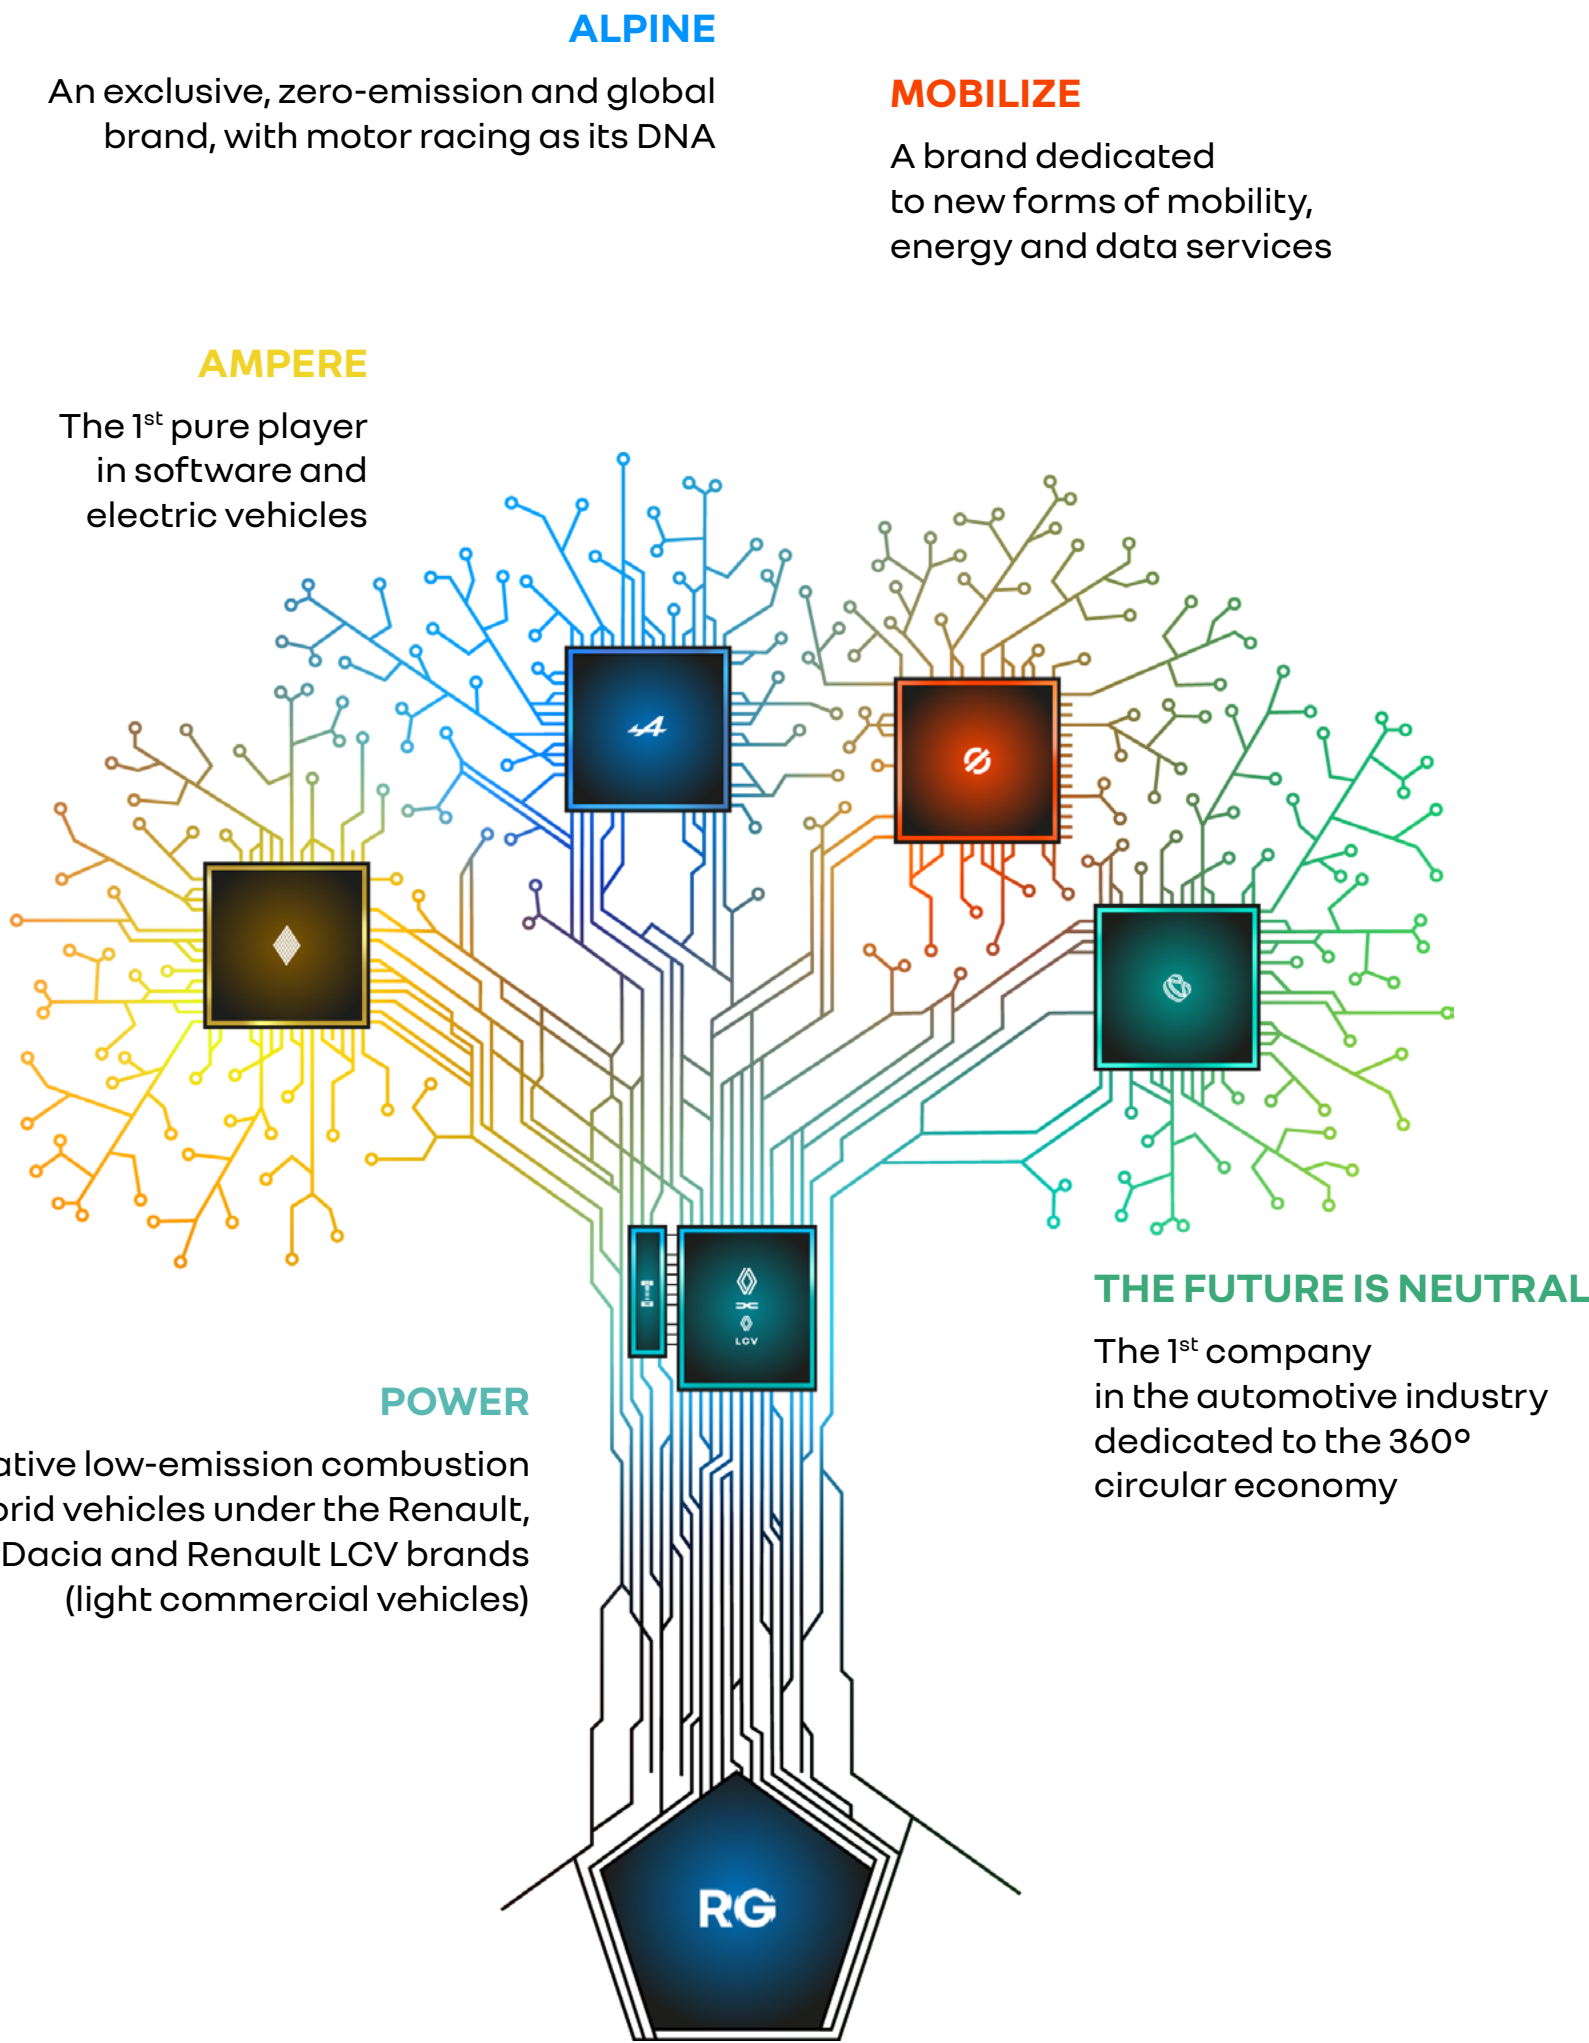 ALPINE
An exclusive, zero-emission and global
brand, with motor racing as its DNA
MOBILIZE
A brand dedicated
to new forms of mobility,
energy and data services
AMPERE
The 1st pure player
in software and
electric vehicles
LCV
THE FUTURE IS NEUTRAL
The 1st company
in the automotive industry
dedicated to the 360°
circular economy
POWER
low-emission combustion
vehicles under the Renault,
Dacia and Renault LCV brands
(light commercial vehicles)
RG